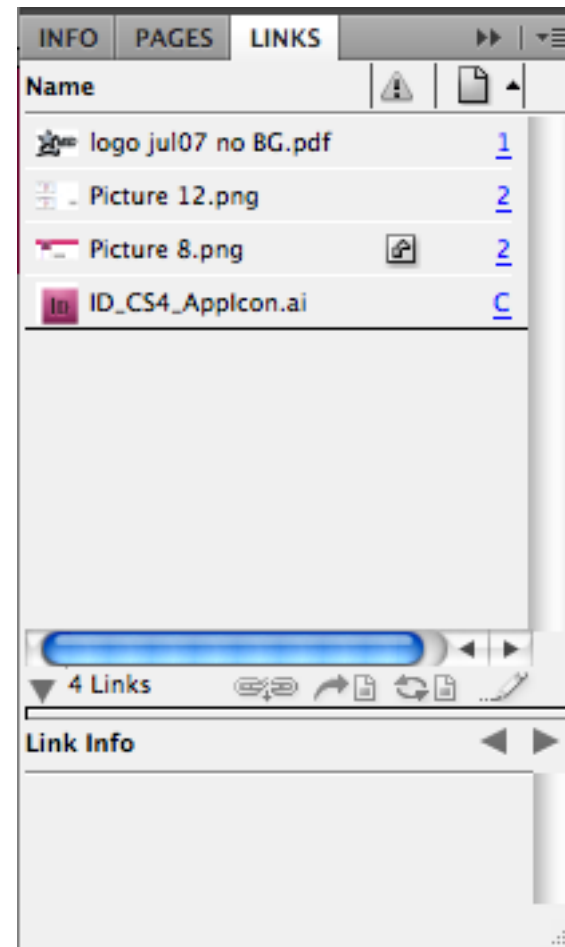 INFO PAGES LINKS
Name
logo jul07 no BG.pdf 1
Picture 12.png 2
Picture 8.png 2
In ID_CS4_AppIcon.ai C
4 Links
Link Info